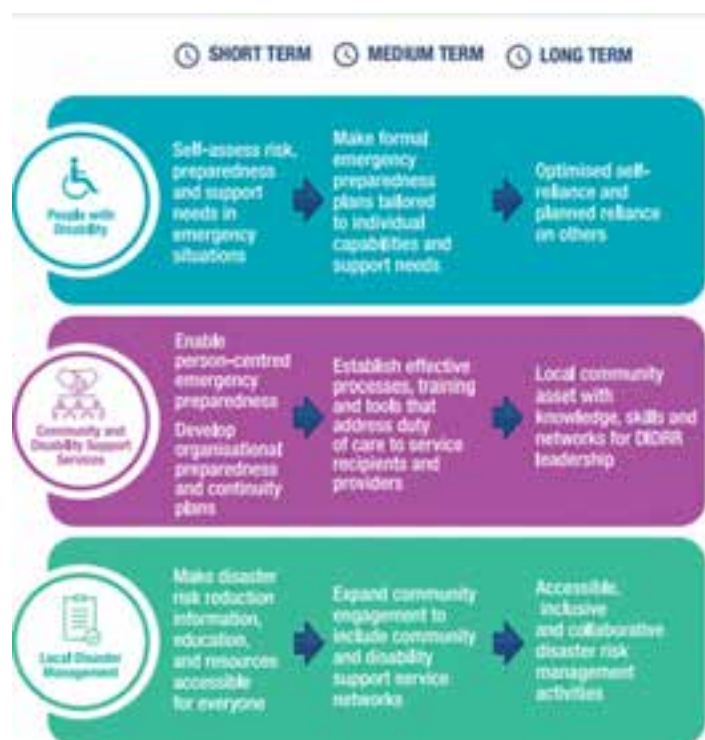 SHORT TERM
MEDIUM TERM
LONG TERM
People with
Disability
Self-assess risk,
preparedness
and support
needs in
emergency
situations
Make formal
emergency
preparedness
plans tailored
to individual
capabilities and
support needs
Optimised self-
reliance and
planned reliance
on others
Community and
Disability Support
Services
Enable
person-centred
emergency
preparedness
Develop
organisational
preparedness
and continuity
plans
Establish effective
processes, training
and tools that
address duty
of care to service
recipients and
providers
Local community
asset with
knowledge, skills and
networks for DIDRR
leadership
Local Disaster
Management
Make disaster
risk reduction
information,
education,
and resources
accessible
for everyone
Expand community
engagement to
include community
and disability
support service
networks
Accessible,
inclusive
and collaborative
disaster risk
management
activities